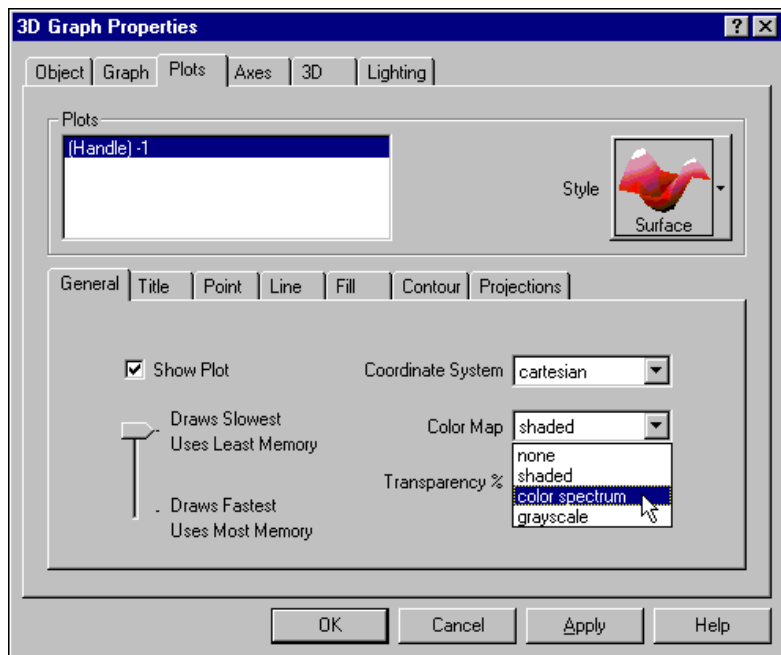 3D Graph Properties
Object Graph Plots Axes 3D Lighting
Plots
(Handle) -1
Style
Surface
General Title Point Line Fill Contour Projections
Show Plot
Coordinate System cartesian
Draws Slowest
Uses Least Memory
Color Map shaded
none
shaded
color spectrum
grayscale
Transparency %
Draws Fastest
Uses Most Memory
OK Cancel Apply Help